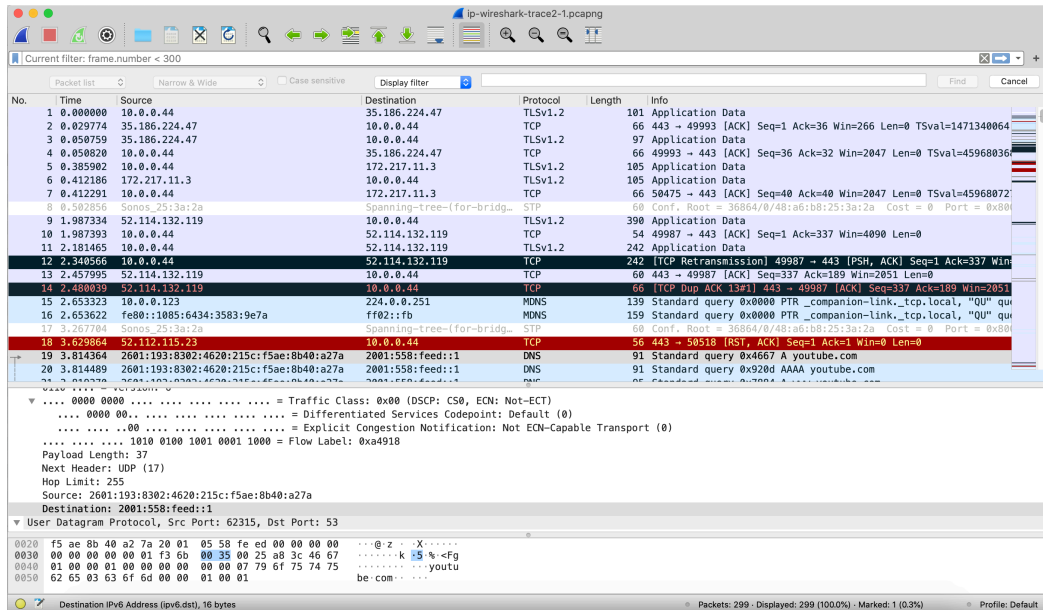 ip-wireshark-trace2-1.pcapng
Current filter: frame.number < 300
Packet list Narrow & Wide Case sensitive Display filter Find Cancel
No. Time Source Destination Protocol Length Info
1 0.000000 10.0.0.44 35.186.224.47 TLSv1.2 101 Application Data
2 0.029774 35.186.224.47 10.0.0.44 TCP 66 443 → 49993 [ACK] Seq=1 Ack=36 Win=266 Len=0 TSval=1471340064
3 0.050759 35.186.224.47 10.0.0.44 TLSv1.2 97 Application Data
4 0.050820 10.0.0.44 35.186.224.47 TCP 66 49993 → 443 [ACK] Seq=36 Ack=32 Win=2047 Len=0 TSval=45968036
5 0.385902 10.0.0.44 172.217.11.3 TLSv1.2 105 Application Data
6 0.412186 172.217.11.3 10.0.0.44 TLSv1.2 105 Application Data
7 0.412291 10.0.0.44 172.217.11.3 TCP 66 50475 → 443 [ACK] Seq=40 Ack=40 Win=2047 Len=0 TSval=45968072
8 0.502856 Sonos_25:3a:2a Spanning-tree-(for-bridg… STP 60 Conf. Root = 36864/0/48:a6:b8:25:3a:2a Cost = 0 Port = 0x80
9 1.987334 52.114.132.119 10.0.0.44 TLSv1.2 390 Application Data
10 1.987393 10.0.0.44 52.114.132.119 TCP 54 49987 → 443 [ACK] Seq=1 Ack=337 Win=4090 Len=0
11 2.181465 10.0.0.44 52.114.132.119 TLSv1.2 242 Application Data
12 2.340566 10.0.0.44 52.114.132.119 TCP 242 [TCP Retransmission] 49987 → 443 [PSH, ACK] Seq=1 Ack=337 Win=
13 2.457995 52.114.132.119 10.0.0.44 TCP 60 443 → 49987 [ACK] Seq=337 Ack=189 Win=2051 Len=0
14 2.480039 52.114.132.119 10.0.0.44 TCP 66 [TCP Dup ACK 13#1] 443 → 49987 [ACK] Seq=337 Ack=189 Win=2051
15 2.653323 10.0.0.123 224.0.0.251 MDNS 139 Standard query 0x0000 PTR _companion-link._tcp.local, "QU" que
16 2.653622 fe80::1085:6434:3583:9e7a ff02::fb MDNS 159 Standard query 0x0000 PTR _companion-link._tcp.local, "QU" que
17 3.267704 Sonos_25:3a:2a Spanning-tree-(for-bridg… STP 60 Conf. Root = 36864/0/48:a6:b8:25:3a:2a Cost = 0 Port = 0x80
18 3.629864 52.112.115.23 10.0.0.44 TCP 56 443 → 50518 [RST, ACK] Seq=1 Ack=1 Win=0 Len=0
19 3.814364 2601:193:8302:4620:215c:f5ae:8b40:a27a 2001:558:feed::1 DNS 91 Standard query 0x4667 A youtube.com
20 3.814489 2601:193:8302:4620:215c:f5ae:8b40:a27a 2001:558:feed::1 DNS 91 Standard query 0x920d AAAA youtube.com
0110 .... = Version: 6
.... 0000 0000 .... .... .... .... .... = Traffic Class: 0x00 (DSCP: CS0, ECN: Not-ECT)
.... 0000 00.. .... .... .... .... .... = Differentiated Services Codepoint: Default (0)
.... .... ..00 .... .... .... .... .... = Explicit Congestion Notification: Not ECN-Capable Transport (0)
.... .... .... 1010 0100 1001 0001 1000 = Flow Label: 0xa4918
Payload Length: 37
Next Header: UDP (17)
Hop Limit: 255
Source: 2601:193:8302:4620:215c:f5ae:8b40:a27a
Destination: 2001:558:feed::1
User Datagram Protocol, Src Port: 62315, Dst Port: 53
0020 f5 ae 8b 40 a2 7a 20 01 05 58 fe ed 00 00 00 00 ···@·z · ·X······
0030 00 00 00 00 00 01 f3 6b 00 35 00 25 a8 3c 46 67 ·······k ·5·%·<Fg
0040 01 00 00 01 00 00 00 00 00 00 07 79 6f 75 74 75 ········ ···youtu
0050 62 65 03 63 6f 6d 00 00 01 00 01 be·com·· ···
Destination IPv6 Address (ipv6.dst), 16 bytes Packets: 299 · Displayed: 299 (100.0%) · Marked: 1 (0.3%) Profile: Default